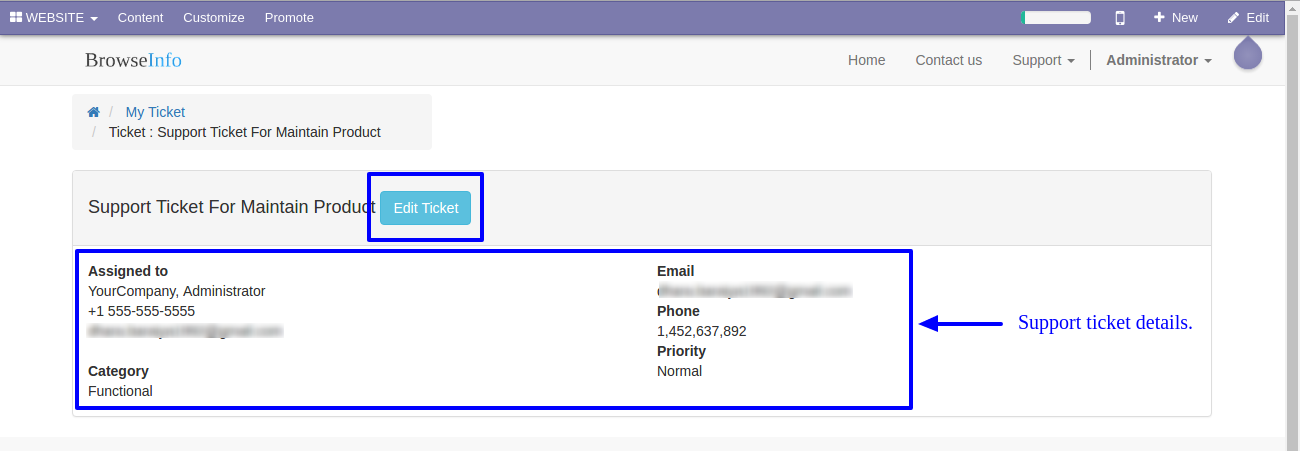 WEBSITE Content Customize Promote New Edit
BrowseInfo Home Contact us Support Administrator
/ My Ticket
/ Ticket : Support Ticket For Maintain Product
Support Ticket For Maintain Product Edit Ticket
Assigned to
YourCompany, Administrator
+1 555-555-5555
Category
Functional
Email
Phone
1,452,637,892
Priority
Normal
Support ticket details.